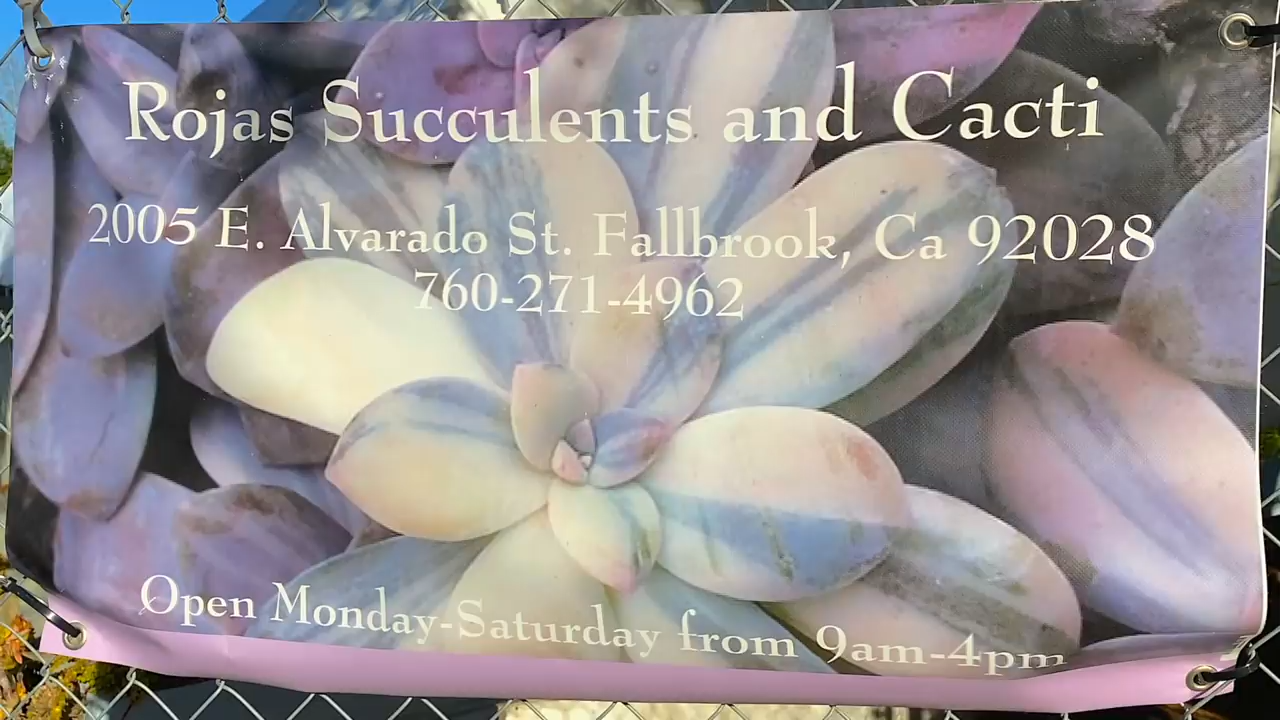 Rojas Succulents and Cacti
2005 E. Alvarado St. Fallbrook, Ca 92028
760-271-4962
Open Monday-Saturday from 9am-4pm